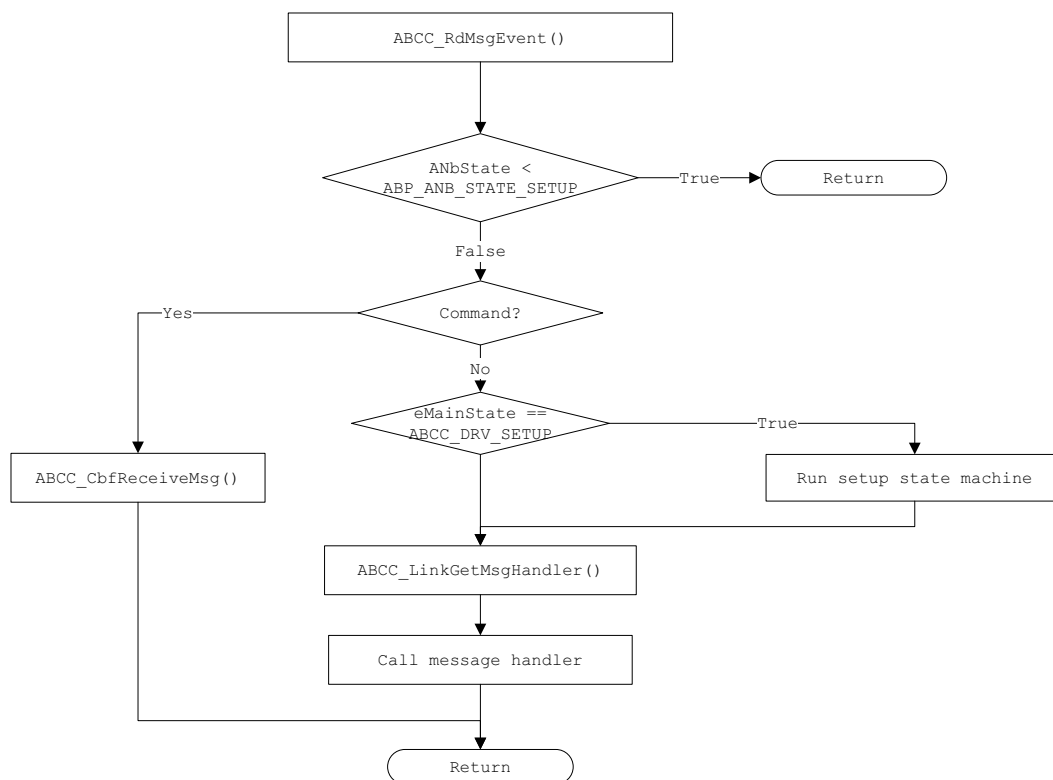 ABCC_RdMsgEvent()
ANbState <
ABP_ANB_STATE_SETUP
True
Return
False
Command?
Yes
No
eMainState ==
ABCC_DRV_SETUP
True
ABCC_CbfReceiveMsg()
Run setup state machine
ABCC_LinkGetMsgHandler()
Call message handler
Return